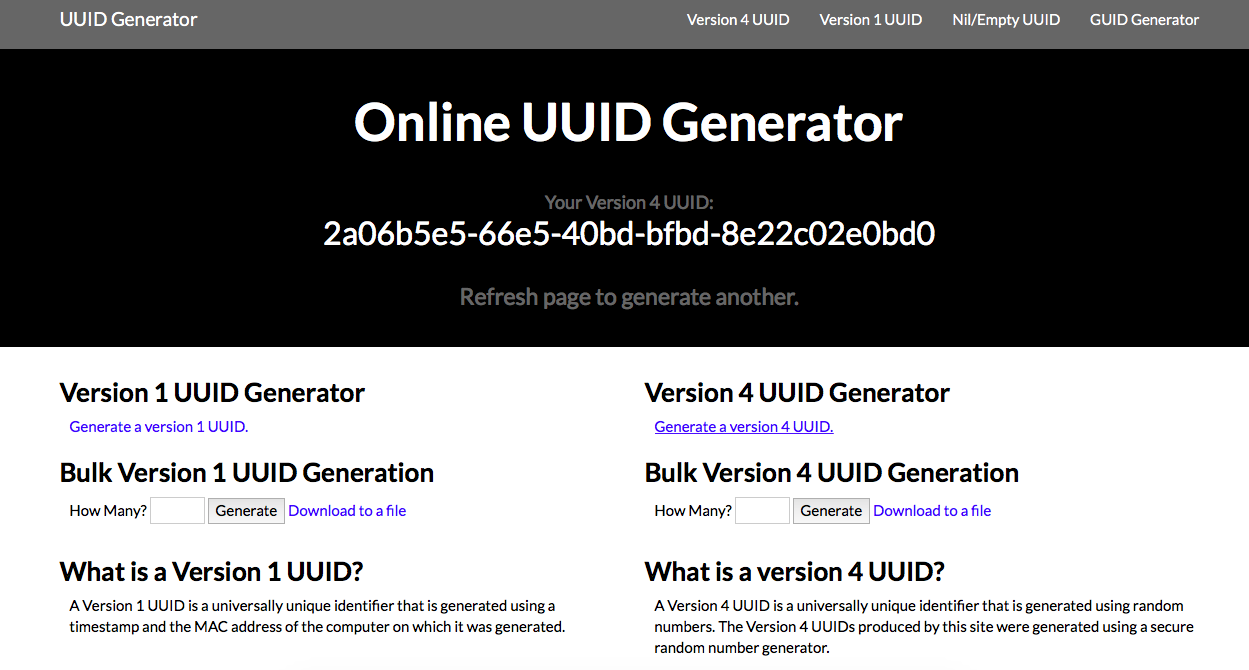 UUID Generator
Version 4 UUID
Version 1 UUID
Nil/Empty UUID
GUID Generator
Online UUID Generator
Your Version 4 UUID:
2a06b5e5-66e5-40bd-bfbd-8e22c02e0bd0
Refresh page to generate another.
Version 1 UUID Generator
Generate a version 1 UUID.
Bulk Version 1 UUID Generation
How Many? Generate Download to a file
What is a Version 1 UUID?
A Version 1 UUID is a universally unique identifier that is generated using a
timestamp and the MAC address of the computer on which it was generated.
Version 4 UUID Generator
Generate a version 4 UUID.
Bulk Version 4 UUID Generation
How Many? Generate Download to a file
What is a version 4 UUID?
A Version 4 UUID is a universally unique identifier that is generated using random
numbers. The Version 4 UUIDs produced by this site were generated using a secure
random number generator.